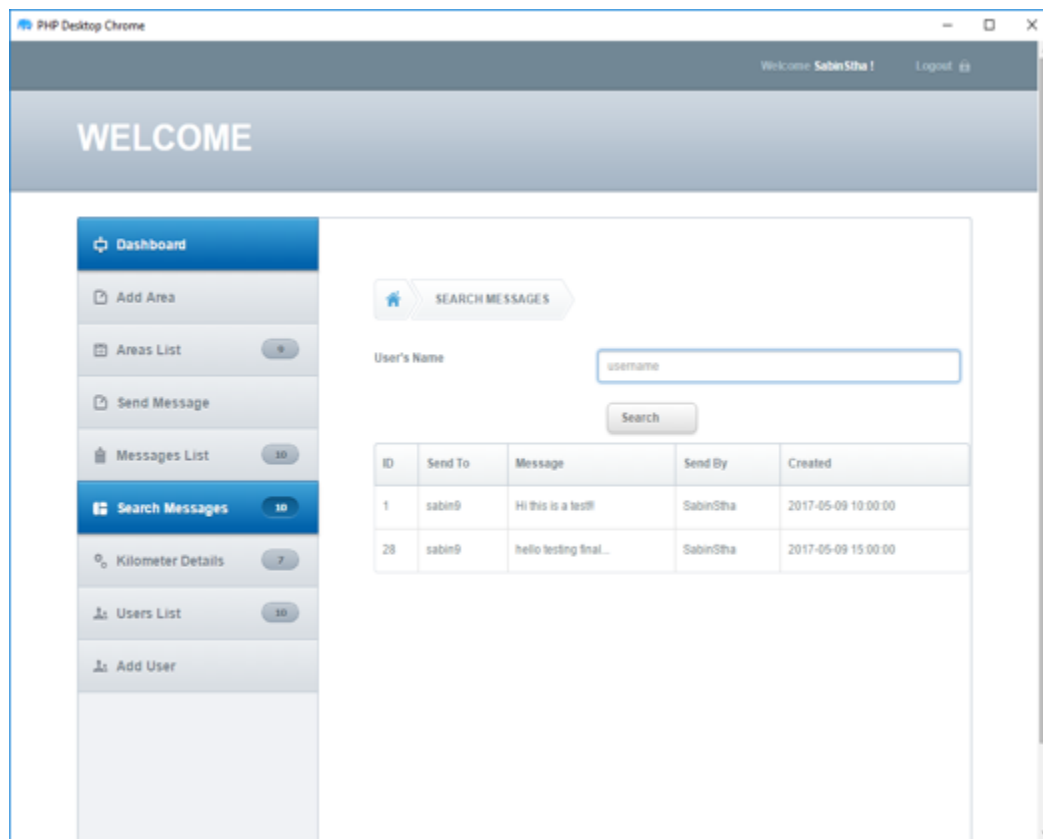 PHP Desktop Chrome
Welcome SabinStha ! Logout
WELCOME
Dashboard
Add Area
Areas List 9
Send Message
Messages List 10
Search Messages 10
Kilometer Details 7
Users List 10
Add User
SEARCH MESSAGES
User's Name username
Search
ID Send To Message Send By Created
1 sabin9 Hi this is a test!! SabinStha 2017-05-09 10:00:00
28 sabin9 hello testing final... SabinStha 2017-05-09 15:00:00